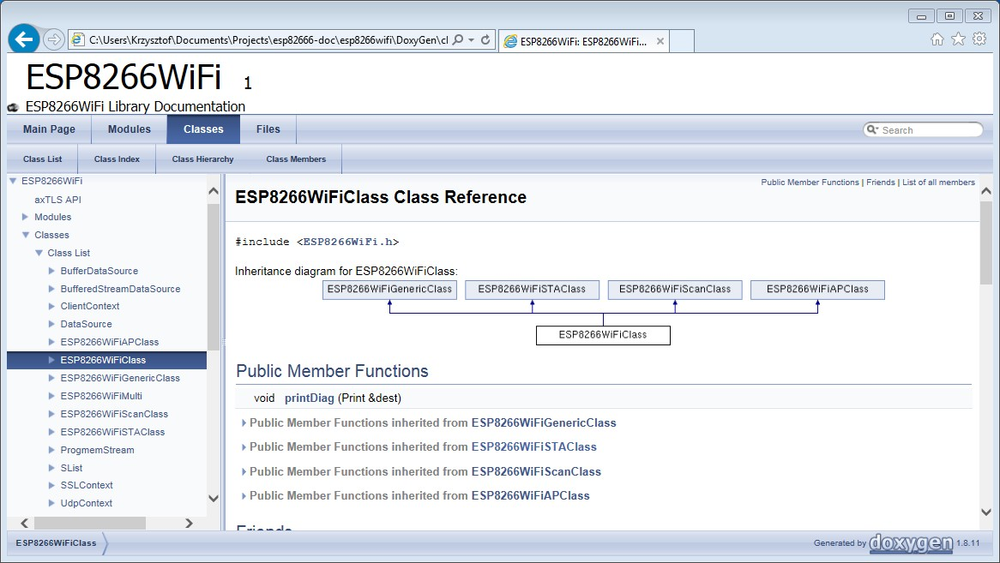 C:\Users\Krzysztof\Documents\Projects\esp82666-doc\esp8266wifi\DoxyGen\cl
ESP8266WiFi: ESP8266WiFi...
ESP8266WiFi 1
ESP8266WiFi Library Documentation
Main Page Modules Classes Files
Search
Class List Class Index Class Hierarchy Class Members
ESP8266WiFi
axTLS API
Modules
Classes
Class List
BufferDataSource
BufferedStreamDataSource
ClientContext
DataSource
ESP8266WiFiAPClass
ESP8266WiFiClass
ESP8266WiFiGenericClass
ESP8266WiFiMulti
ESP8266WiFiScanClass
ESP8266WiFiSTAClass
ProgmemStream
SList
SSLContext
UdpContext
Public Member Functions | Friends | List of all members
ESP8266WiFiClass Class Reference
#include <ESP8266WiFi.h>
Inheritance diagram for ESP8266WiFiClass:
ESP8266WiFiGenericClass ESP8266WiFiSTAClass ESP8266WiFiScanClass ESP8266WiFiAPClass
ESP8266WiFiClass
Public Member Functions
void printDiag (Print &dest)
Public Member Functions inherited from ESP8266WiFiGenericClass
Public Member Functions inherited from ESP8266WiFiSTAClass
Public Member Functions inherited from ESP8266WiFiScanClass
Public Member Functions inherited from ESP8266WiFiAPClass
Friends
ESP8266WiFiClass
Generated by doxygen 1.8.11